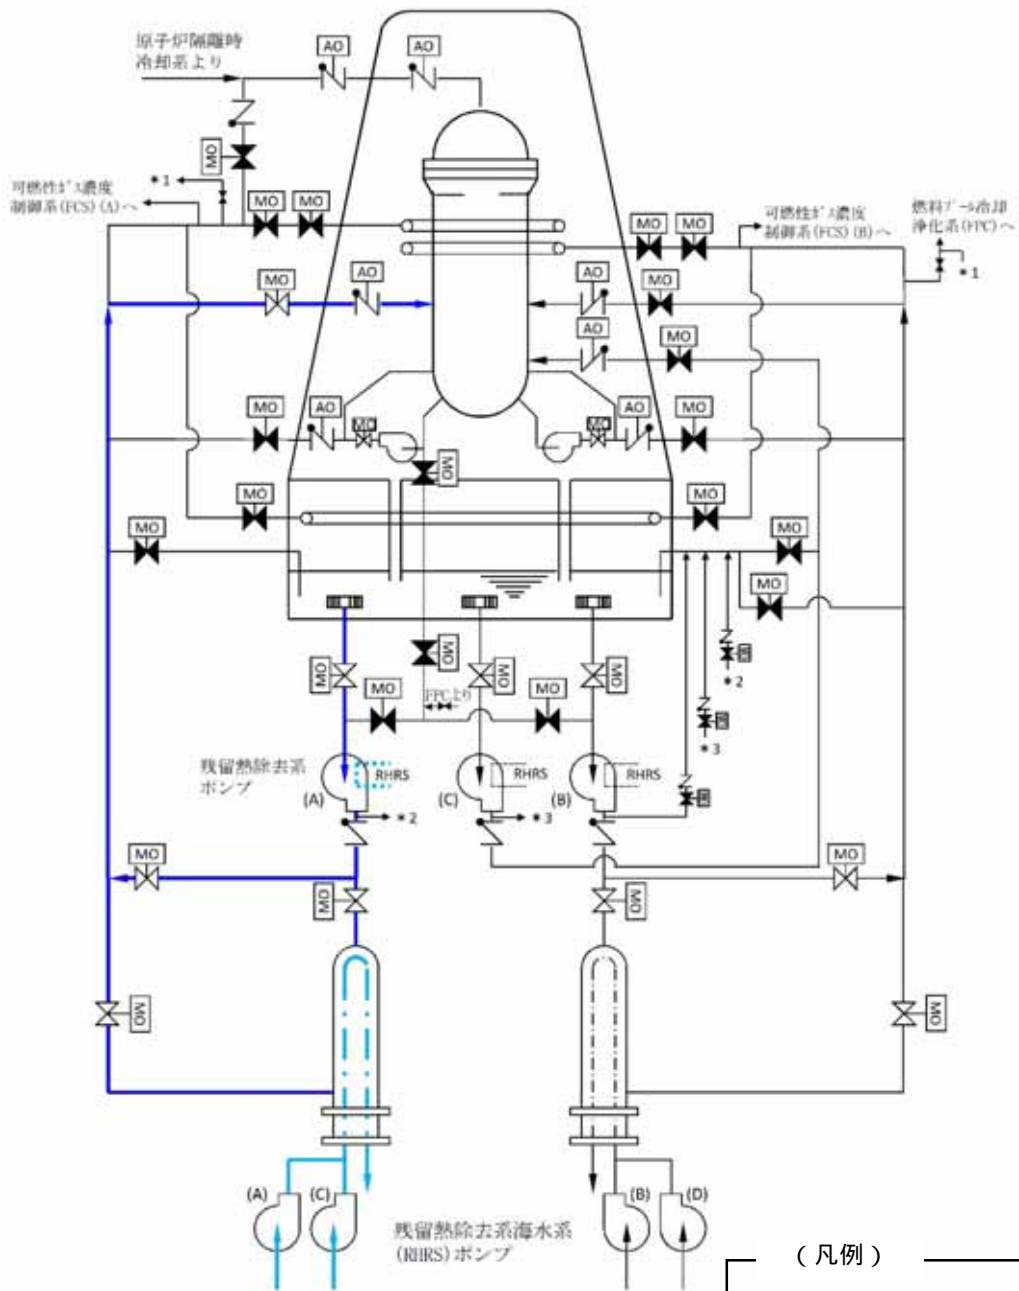 原子炉隔離時
冷却系より
AO
AO
MO
*1
可燃性ｶﾞｽ濃度
制御系(FCS)(A)へ
MO
MO
可燃性ｶﾞｽ濃度
制御系(FCS)(B)へ
燃料ﾌﾟｰﾙ冷却
浄化系(FPC)へ
*1
MO
MO
MO
AO
AO
MO
AO
MO
MO
AO
MO
MO
AO
MO
MO
MO
MO
MO
MO
MO
MO
MO
MO
MO
*2
MO
FPCより
MO
*3
残留熱除去系
ポンプ
RHRS
RHRS
RHRS
(A)
(C)
(B)
*2
*3
MO
MO
MO
MO
MO
MO
(A)
(C)
(B)
(D)
残留熱除去系海水系
(RHRS)ポンプ
（凡例）